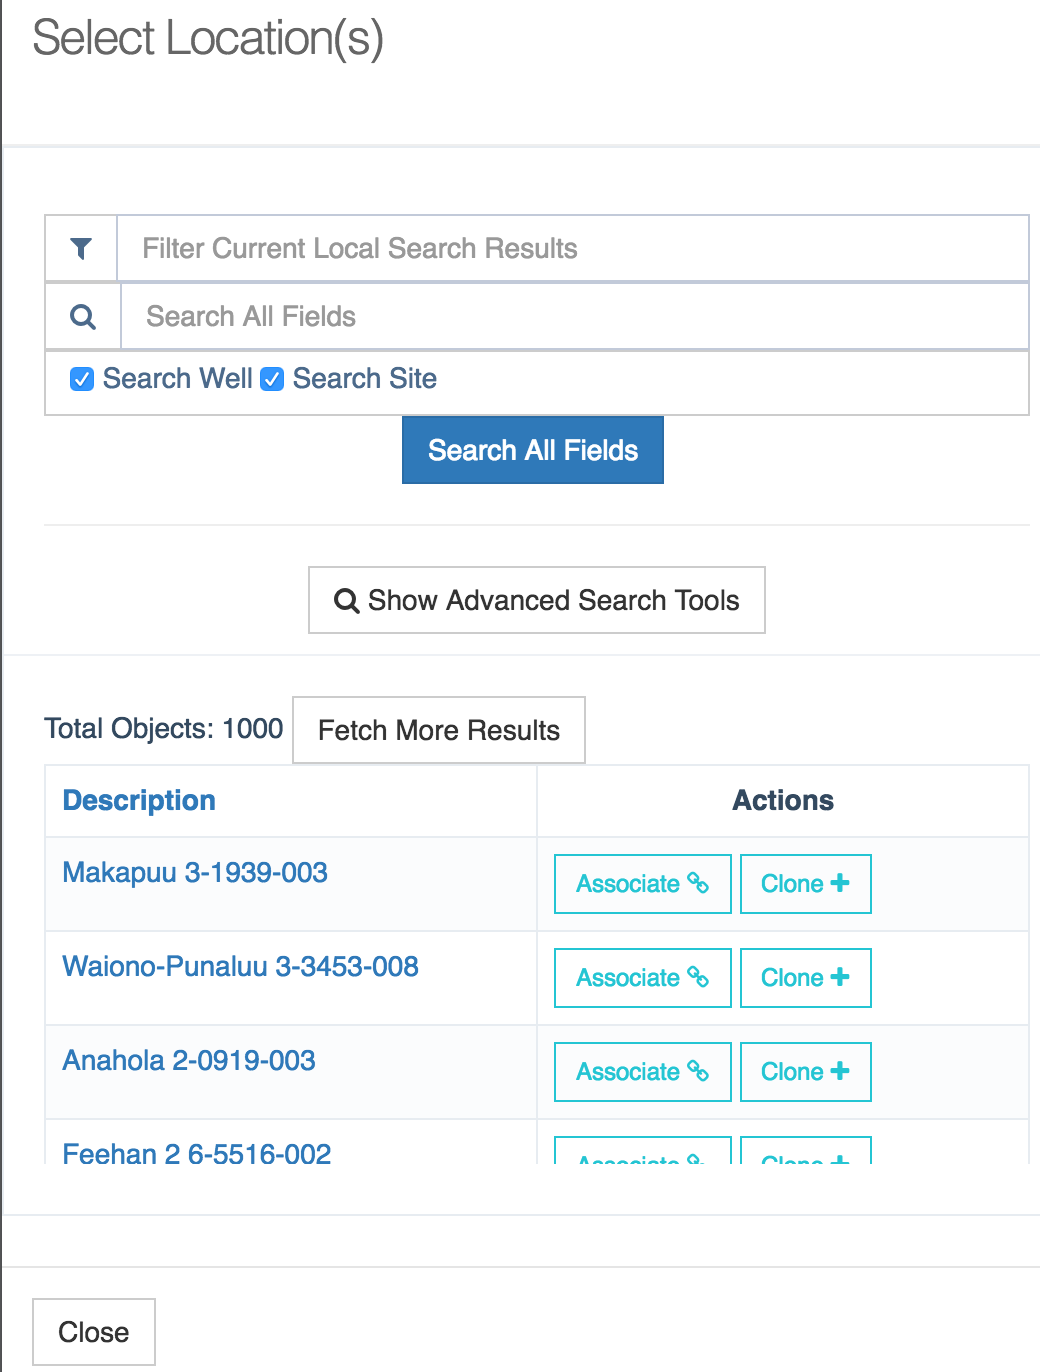 Select Location(s)
Filter Current Local Search Results
Search All Fields
Search Well Search Site
Search All Fields
Show Advanced Search Tools
Total Objects: 1000 Fetch More Results
Description Actions
Makapuu 3-1939-003 Associate Clone
Waiono-Punaluu 3-3453-008 Associate Clone
Anahola 2-0919-003 Associate Clone
Feehan 2 6-5516-002 Associate Clone
Close